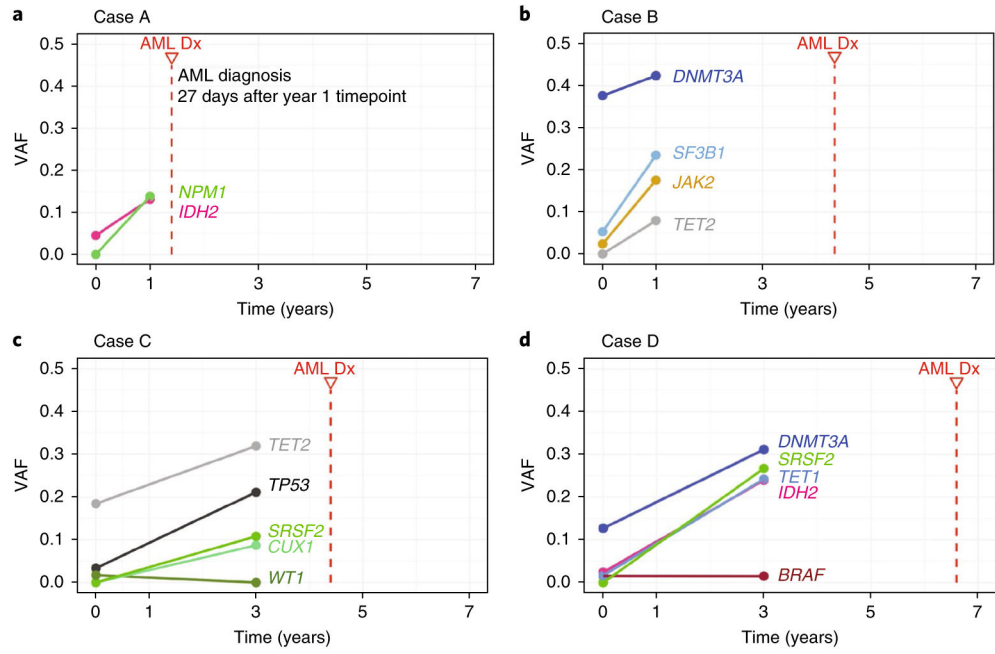 a Case A
AML Dx
AML diagnosis
27 days after year 1 timepoint
NPM1
IDH2
VAF
0.5
0.4
0.3
0.2
0.1
0.0
0 1 3 5 7
Time (years)
b Case B
AML Dx
DNMT3A
SF3B1
JAK2
TET2
VAF
0.5
0.4
0.3
0.2
0.1
0.0
0 1 3 5 7
Time (years)
c Case C
AML Dx
TET2
TP53
SRSF2
CUX1
WT1
VAF
0.5
0.4
0.3
0.2
0.1
0.0
0 1 3 5 7
Time (years)
d Case D
AML Dx
DNMT3A
SRSF2
TET1
IDH2
BRAF
VAF
0.5
0.4
0.3
0.2
0.1
0.0
0 1 3 5 7
Time (years)